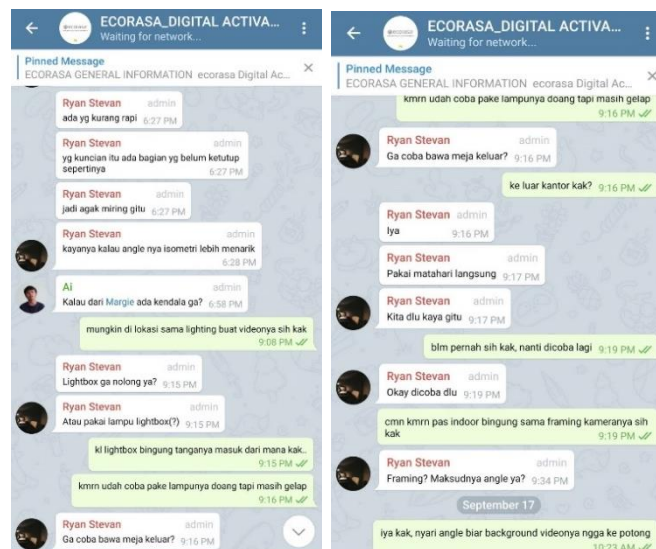 ECORASA_DIGITAL ACTIVA...
Waiting for network...
Pinned Message
ECORASA GENERAL INFORMATION ecorasa Digital Ac...
Ryan Stevan admin
ada yg kurang rapi 6:27 PM
Ryan Stevan admin
yg kuncian itu ada bagian yg belum ketutup
sepertinya 6:27 PM
Ryan Stevan admin
jadi agak miring gitu 6:27 PM
Ryan Stevan admin
kayanya kalau angle nya isometri lebih menarik
6:28 PM
Ai admin
Kalau dari Margie ada kendala ga? 6:58 PM
mungkin di lokasi sama lighting buat videonya sih kak
9:08 PM
Ryan Stevan admin
Lightbox ga nolong ya? 9:15 PM
Ryan Stevan admin
Atau pakai lampu lightbox(?) 9:15 PM
kl lightbox bingung tanganya masuk dari mana kak..
9:15 PM
kmrn udah coba pake lampunya doang tapi masih gelap
9:16 PM
Ryan Stevan admin
Ga coba bawa meja keluar? 9:16 PM
ECORASA_DIGITAL ACTIVA...
Waiting for network...
Pinned Message
ECORASA GENERAL INFORMATION ecorasa Digital Ac...
kmrn udah coba pake lampunya doang tapi masih gelap
9:16 PM
Ryan Stevan admin
Ga coba bawa meja keluar? 9:16 PM
ke luar kantor kak? 9:16 PM
Ryan Stevan admin
Iya 9:16 PM
Ryan Stevan admin
Pakai matahari langsung 9:17 PM
Ryan Stevan admin
Kita dlu kaya gitu 9:17 PM
blm pernah sih kak, nanti dicoba lagi 9:19 PM
Ryan Stevan admin
Okay dicoba dlu 9:19 PM
cmn kmrn pas indoor bingung sama framing kameranya sih
kak 9:19 PM
Ryan Stevan admin
Framing? Maksudnya angle ya? 9:34 PM
September 17
iya kak, nyari angle biar background videonya ngga ke potong
10:23 AM